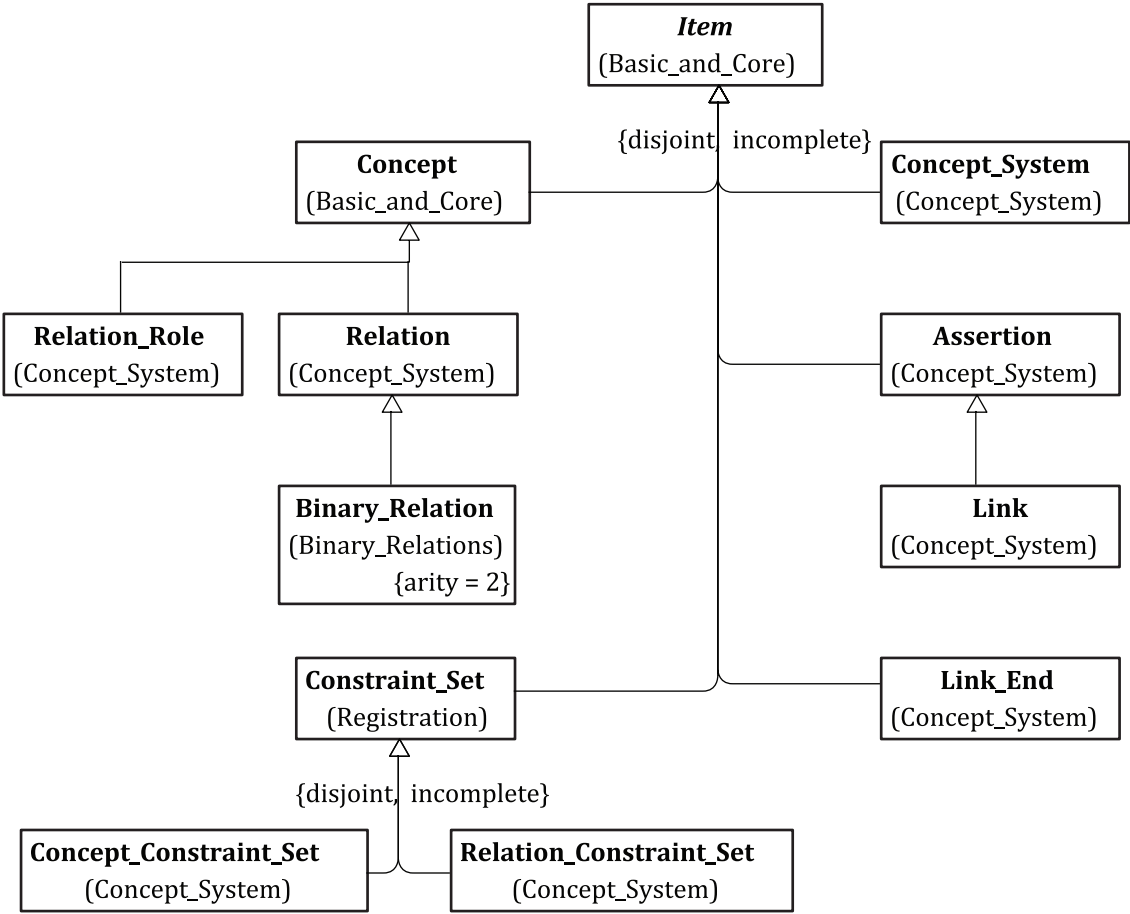 Item
(Basic_and_Core)
{disjoint, incomplete}
Concept
(Basic_and_Core)
Concept_System
(Concept_System)
Relation_Role
(Concept_System)
Relation
(Concept_System)
Assertion
(Concept_System)
Binary_Relation
(Binary_Relations)
{arity = 2}
Link
(Concept_System)
Constraint_Set
(Registration)
Link_End
(Concept_System)
{disjoint, incomplete}
Concept_Constraint_Set
(Concept_System)
Relation_Constraint_Set
(Concept_System)